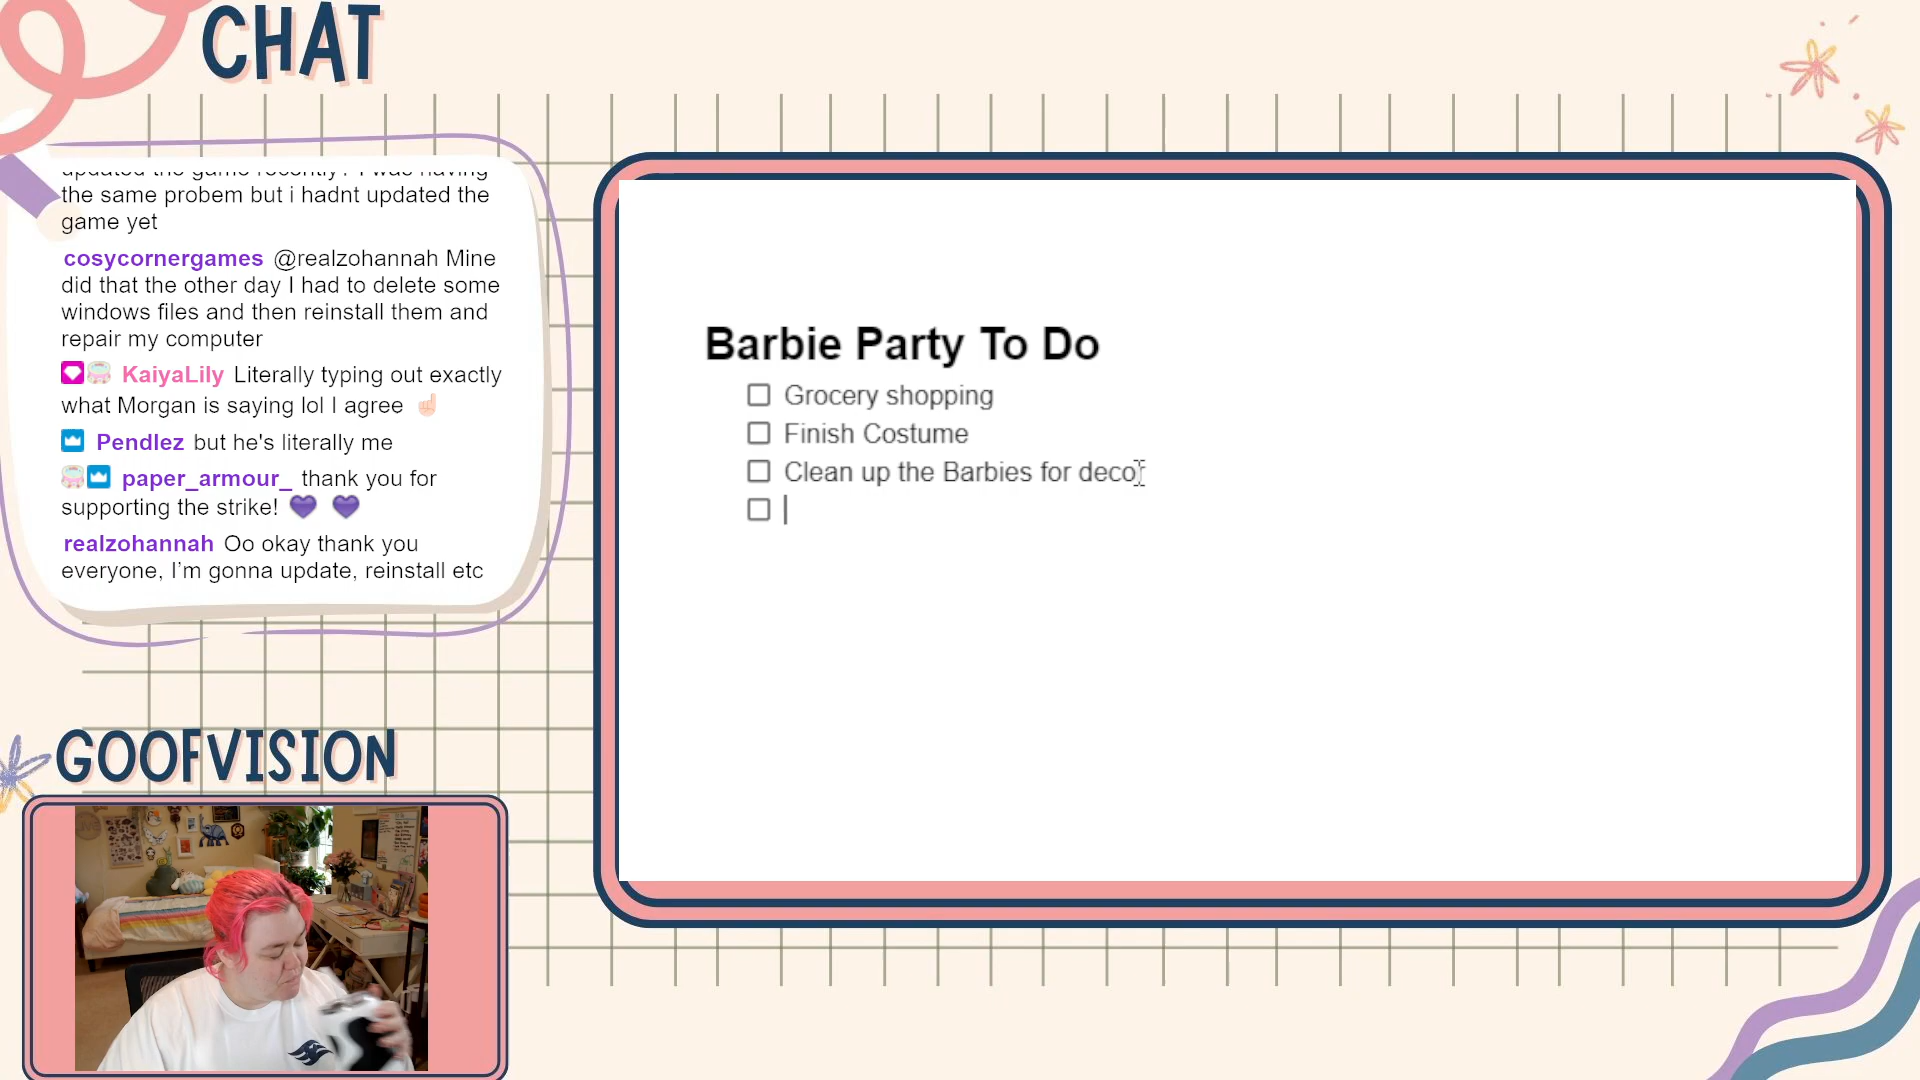 CHAT
the same probem but i hadnt updated the
game yet
cosycornergames @realzohannah Mine
did that the other day I had to delete some
windows files and then reinstall them and
repair my computer
KaiyaLily Literally typing out exactly
what Morgan is saying lol I agree
Pendlez but he's literally me
paper_armour_ thank you for
supporting the strike!
realzohannah Oo okay thank you
everyone, I'm gonna update, reinstall etc
Barbie Party To Do
Grocery shopping
Finish Costume
Clean up the Barbies for decor
GOOFVISION